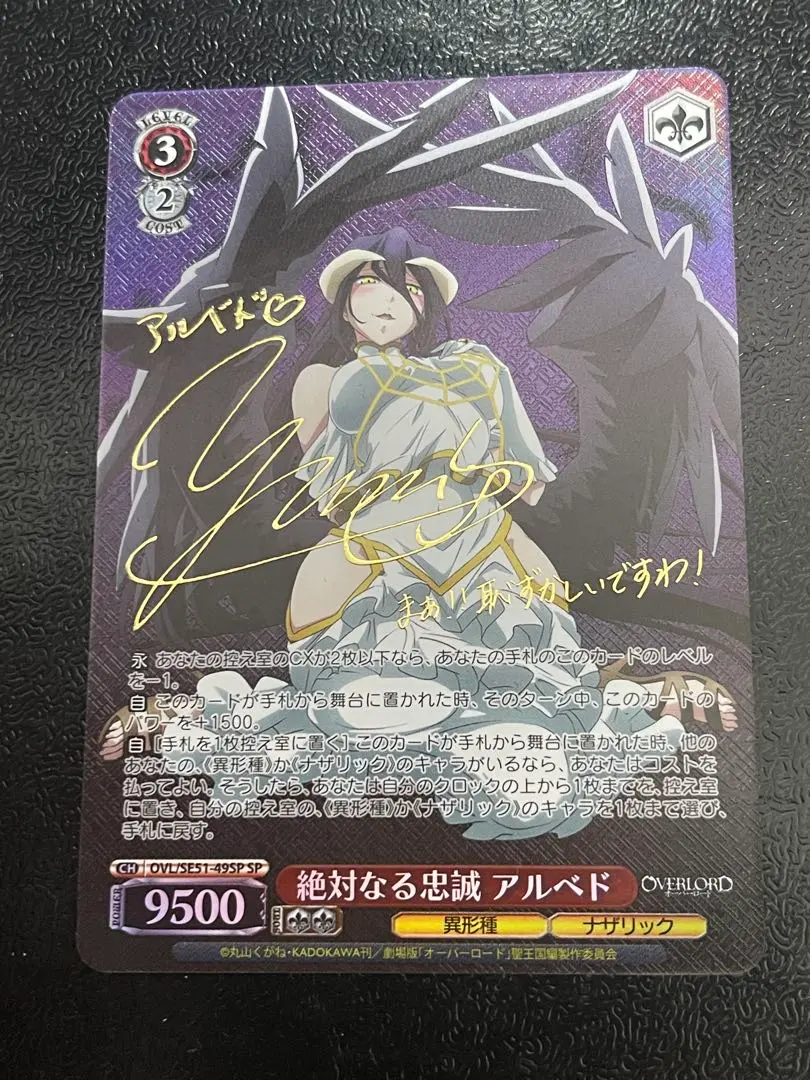 LEVEL
3
2
COST
アルベド♡
まぁ!! 恥ずかしいですわ!
永 あなたの控え室のCXが2枚以下なら、あなたの手札のこのカードのレベル
を－1。
自 このカードが手札から舞台に置かれた時、そのターン中、このカードの
パワーを＋1500。
自 [手札を1枚控え室に置く] このカードが手札から舞台に置かれた時、他の
あなたの、《異形種》か《ナザリック》のキャラがいるなら、あなたはコストを
払ってよい。そうしたら、あなたは自分のクロックの上から1枚までを、控え室
に置き、自分の控え室の、《異形種》か《ナザリック》のキャラを1枚まで選び、
手札に戻す。
CH OVL/SE51-49SP SP
POWER 9500
絶対なる忠誠 アルベド
OVERLORD
オーバーロード
SOUL
異形種 ナザリック
©丸山くがね・KADOKAWA刊／劇場版「オーバーロード」聖王国編製作委員会